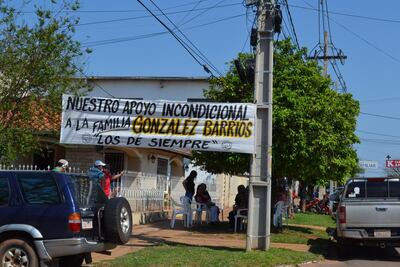 NUESTRO APOYO INCONDICIONAL
A LA FAMILIA GONZALEZ BARRIOS
"LOS DE SIEMPRE"